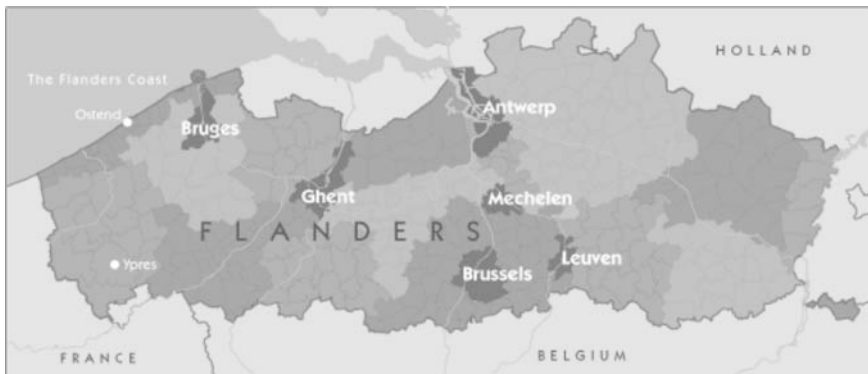 HOLLAND
The Flanders Coast
Ostend
Antwerp
Bruges
Ghent
Mechelen
FLANDERS
Ypres
Brussels
Leuven
FRANCE
BELGIUM